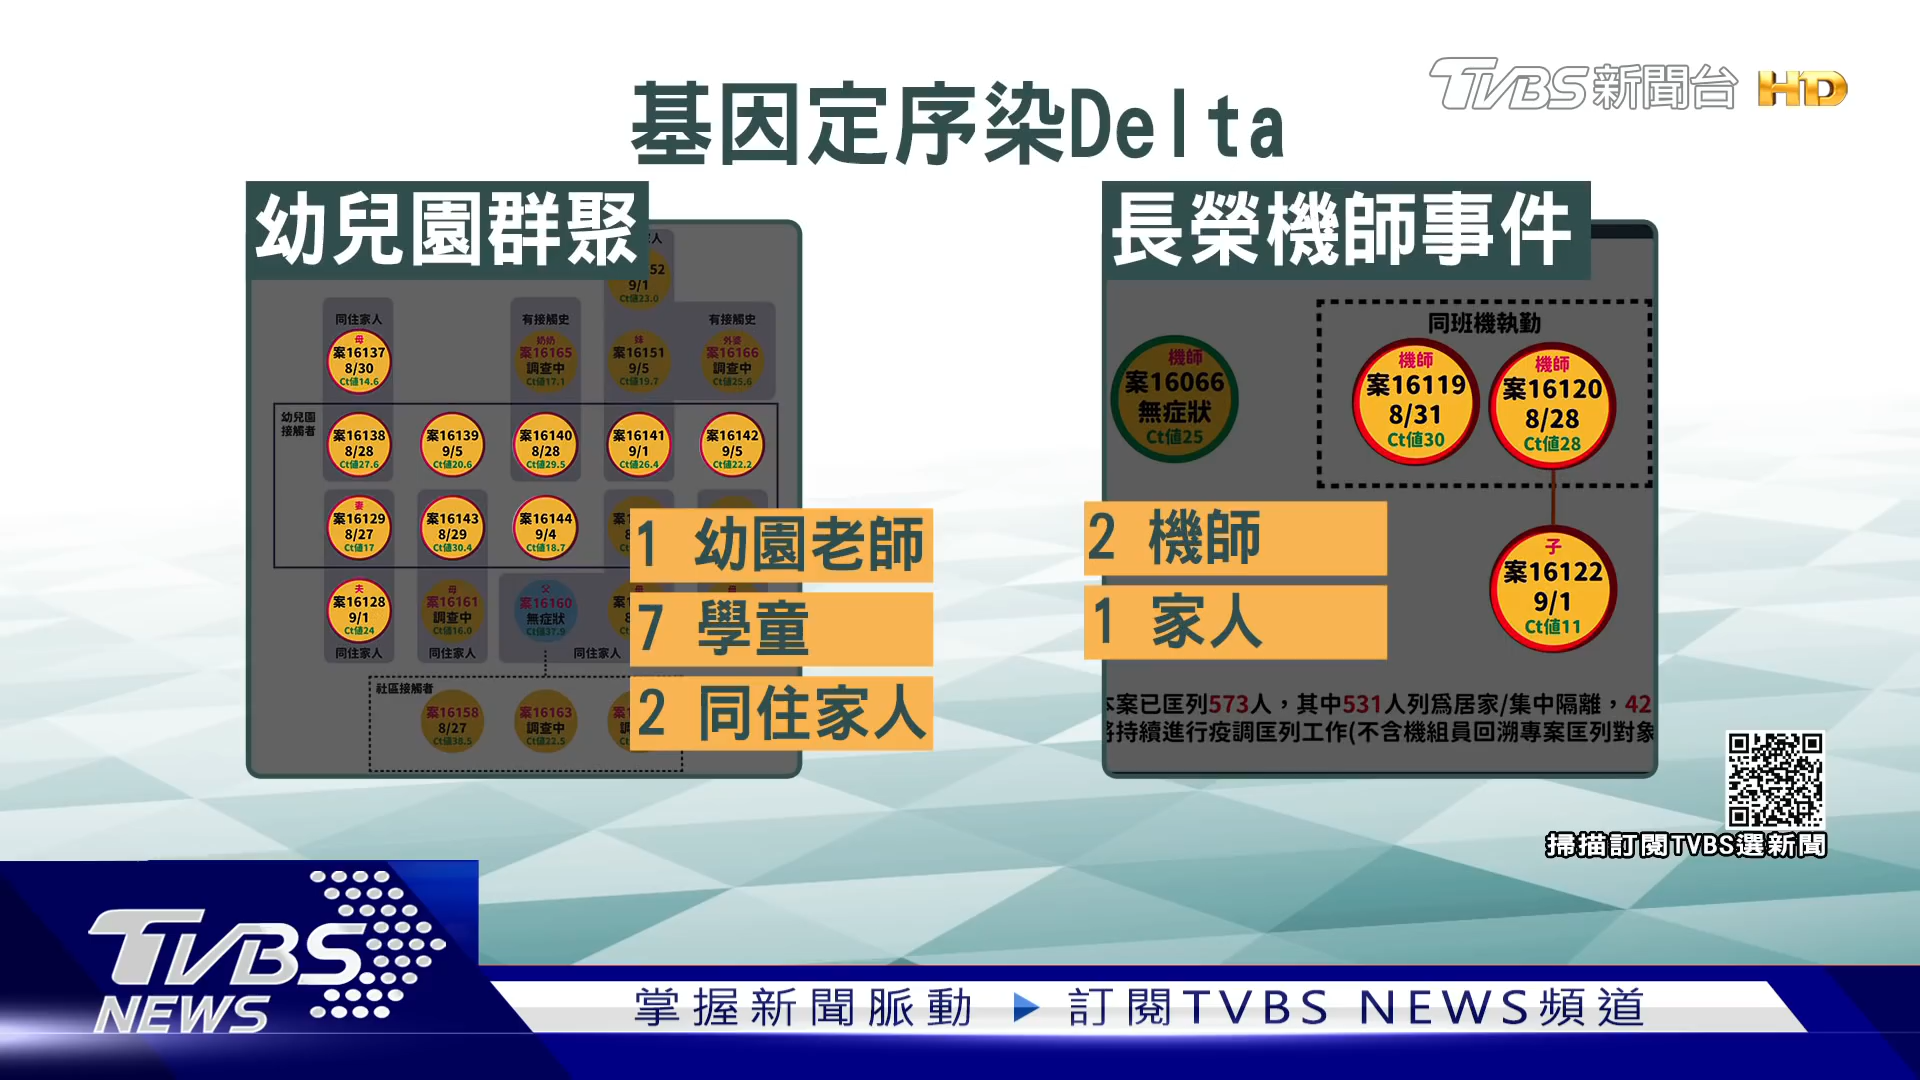 TVBS新聞台 HD
基因定序染Delta
幼兒園群聚
人
52
9/1
Ct值23.0
同住家人
母
案16137
8/30
Ct值14.6
有接觸史
奶奶
案16165
調查中
Ct值17.1
妹
案16151
9/5
Ct值19.7
有接觸史
外婆
案16166
調查中
Ct值25.6
幼兒園
接觸者
案16138
8/28
Ct值27.6
案16139
9/5
Ct值20.6
案16140
8/28
Ct值29.5
案16141
9/1
Ct值26.4
案16142
9/5
Ct值22.2
妻
案16129
8/27
Ct值17
案16143
8/29
Ct值30.4
案16144
9/4
Ct值18.7
夫
案16128
9/1
Ct值24
同住家人
母
案16161
調查中
Ct值16.0
同住家人
父
案16160
無症狀
Ct值37.9
同住家人
社區接觸者
案16158
8/27
Ct值38.5
案16163
調查中
Ct值22.5
1 幼園老師
7 學童
2 同住家人
長榮機師事件
機師
案16066
無症狀
Ct值25
同班機執勤
機師
案16119
8/31
Ct值30
機師
案16120
8/28
Ct值28
子
案16122
9/1
Ct值11
2 機師
1 家人
本案已匡列573人，其中531人列爲居家/集中隔離，42
將持續進行疫調匡列工作(不含機組員回溯專案匡列對象
掃描訂閱TVBS選新聞
TVBS
NEWS
掌握新聞脈動 ▶ 訂閱TVBS NEWS頻道